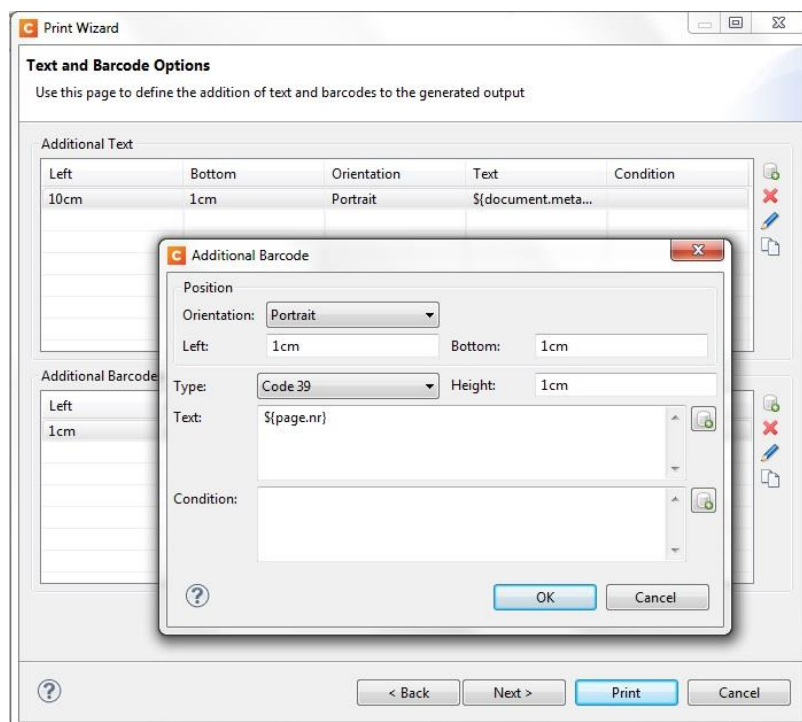 C Print Wizard
Text and Barcode Options
Use this page to define the addition of text and barcodes to the generated output
Additional Text
Left Bottom Orientation Text Condition
10cm 1cm Portrait ${document.meta...
C Additional Barcode
Position
Orientation: Portrait
Left: 1cm Bottom: 1cm
Additional Barcode
Type: Code 39 Height: 1cm
Left
Text: ${page.nr}
1cm
Condition:
? OK Cancel
? < Back Next > Print Cancel